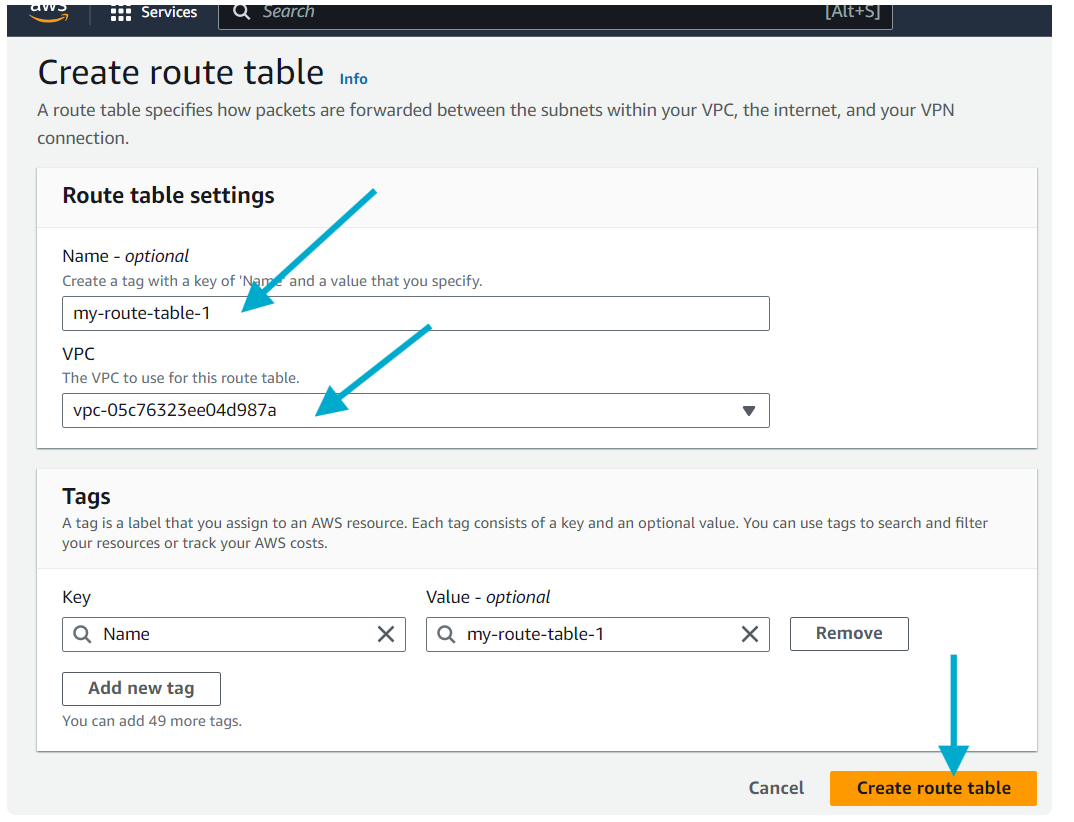 aws
Services
Search
[Alt+S]
Create route table Info
A route table specifies how packets are forwarded between the subnets within your VPC, the internet, and your VPN
connection.
Route table settings
Name - optional
Create a tag with a key of 'Name' and a value that you specify.
my-route-table-1
VPC
The VPC to use for this route table.
vpc-05c76323ee04d987a
Tags
A tag is a label that you assign to an AWS resource. Each tag consists of a key and an optional value. You can use tags to search and filter
your resources or track your AWS costs.
Key
Value - optional
Name
my-route-table-1
Remove
Add new tag
You can add 49 more tags.
Cancel
Create route table